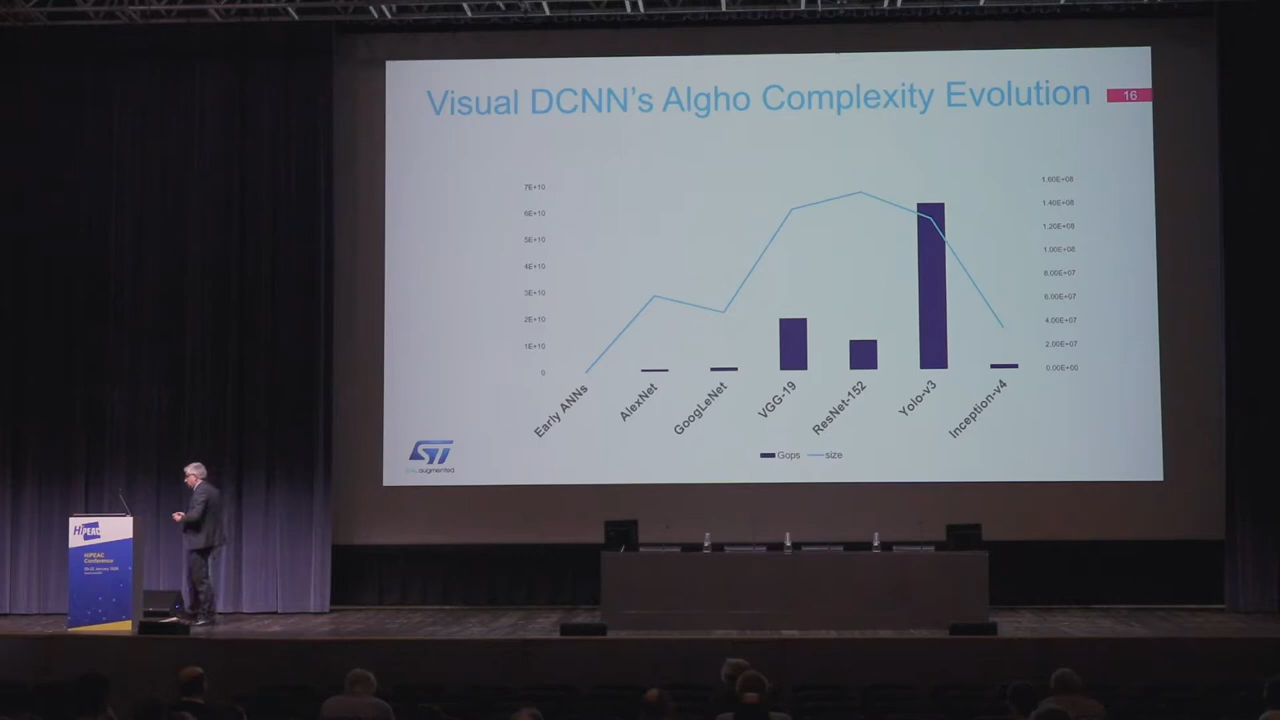 Visual DCNN's Algho Complexity Evolution
16
7E+10
6E+10
5E+10
4E+10
3E+10
2E+10
1E+10
0
1.60E+08
1.40E+08
1.20E+08
1.00E+08
8.00E+07
6.00E+07
4.00E+07
2.00E+07
0.00E+00
Early ANNs
AlexNet
GoogLeNet
VGG-19
ResNet-152
Yolo-v3
Inception-v4
Gops
size
ST
life.augmented
HiPEAC
HiPEAC
Conference